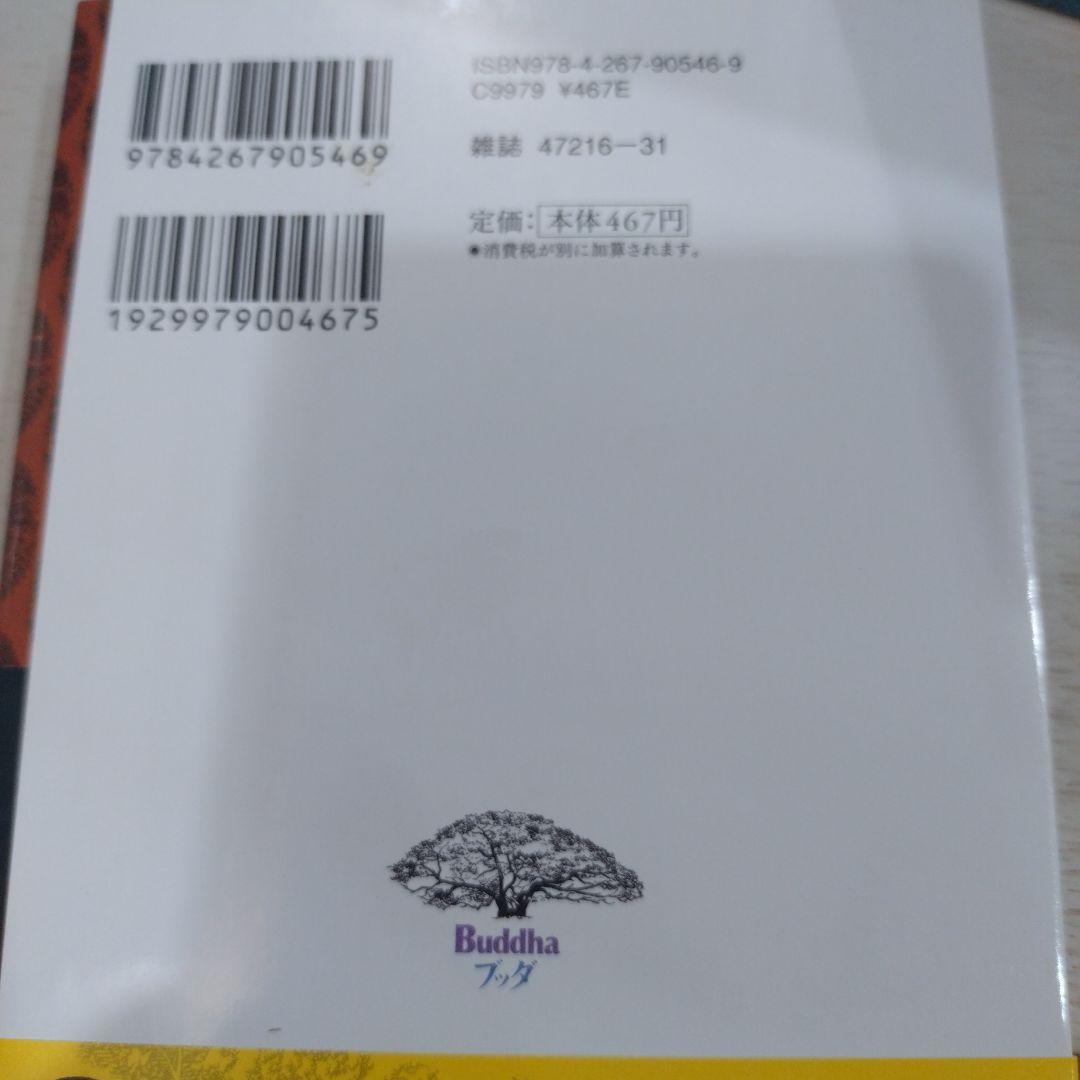 9784267905469
1929979004675
ISBN978-4-267-90546-9
C9979 ¥467E
雑誌 47216-31
定価：本体467円
◉消費税が別に加算されます。
Buddha
ブッダ